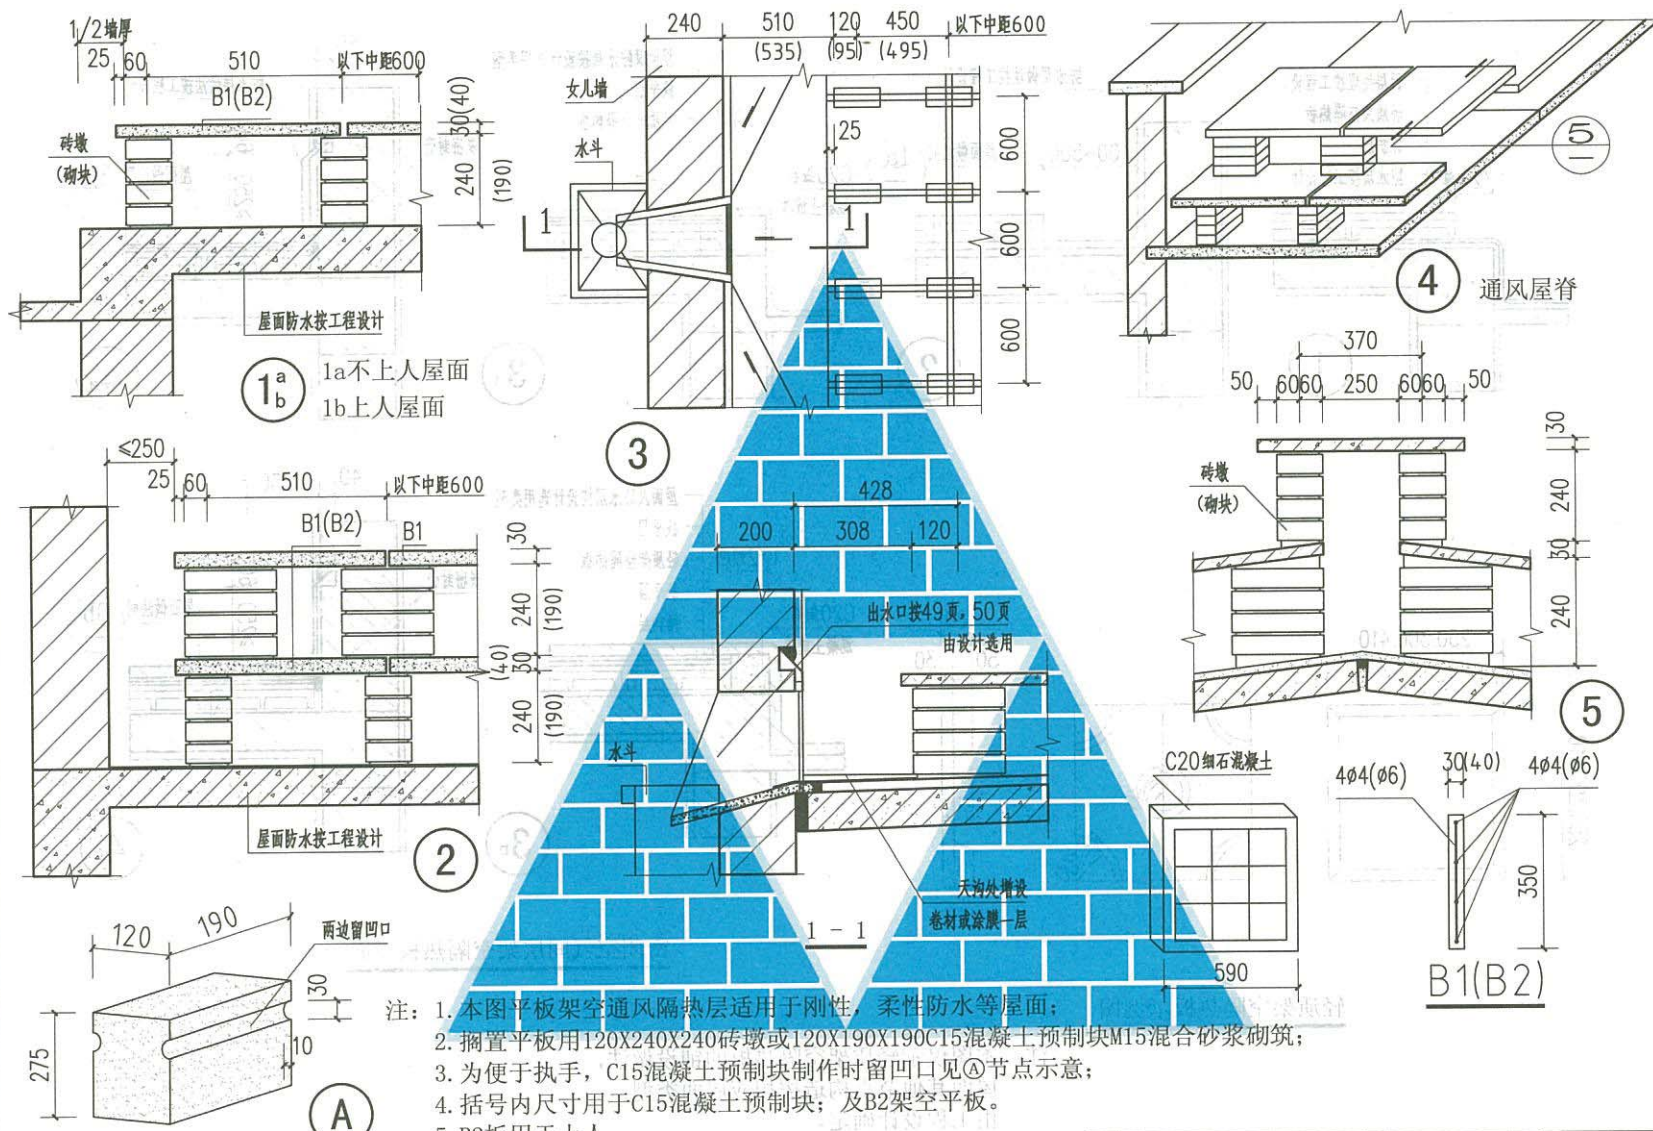 1/2墙厚
25 60 510 以下中距600
B1(B2)
30(40)
砖墩
(砌块)
240
(190)
屋面防水按工程设计
1 a b
1a不上人屋面
1b上人屋面
240 510 120 450 以下中距600
(535) (95) (495)
女儿墙
水斗
25
600
600
600
1 1
3
5
—
4 通风屋脊
≤250
25 60 510 以下中距600
B1(B2) B1
30
240
(190)
30
(40)
240
(190)
屋面防水按工程设计
2
428
200 308 120
出水口按49页,50页
由设计选用
水斗
天沟处增设
卷材或涂膜一层
1－1
370
50 60 60 250 60 60 50
30
砖墩
(砌块)
240
30
240
5
C20细石混凝土
590
4ø4(ø6) 30(40) 4ø4(ø6)
350
B1(B2)
120 190
两边留凹口
30
275
10
A
注: 1.本图平板架空通风隔热层适用于刚性, 柔性防水等屋面;
2.搁置平板用120X240X240砖墩或120X190X190C15混凝土预制块M15混合砂浆砌筑;
3.为便于执手, C15混凝土预制块制作时留凹口见Ⓐ节点示意;
4.括号内尺寸用于C15混凝土预制块; 及B2架空平板。